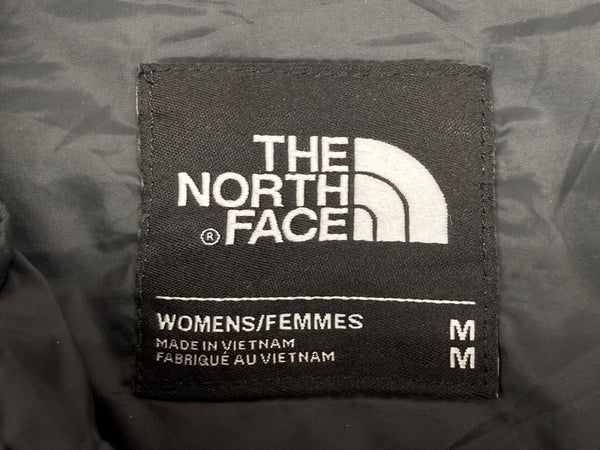 THE
NORTH
® FACE
WOMENS/FEMMES M
MADE IN VIETNAM
FABRIQUÉ AU VIETNAM M